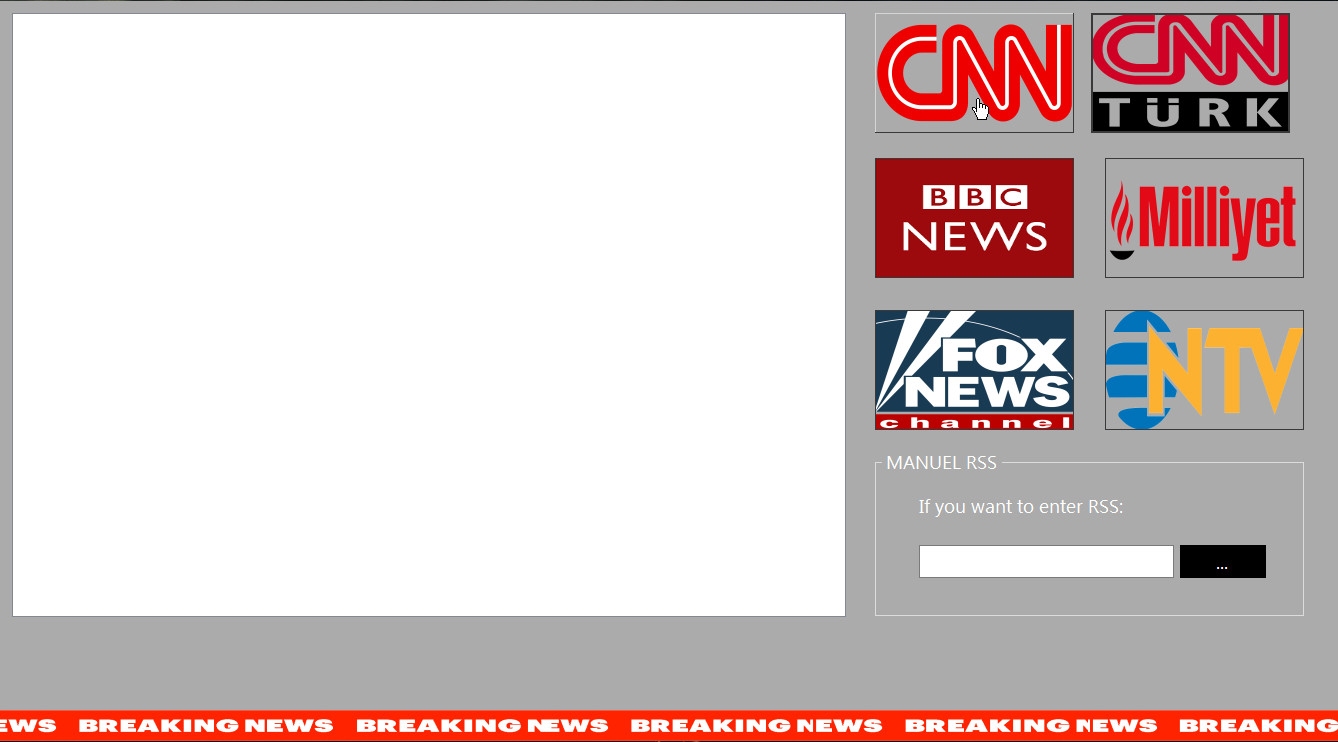 CNN
CNN
TÜRK
BBC
NEWS
Milliyet
FOX
NEWS
channel
NTV
MANUEL RSS
If you want to enter RSS:
...
EWS BREAKING NEWS BREAKING NEWS BREAKING NEWS BREAKING NEWS BREAKING